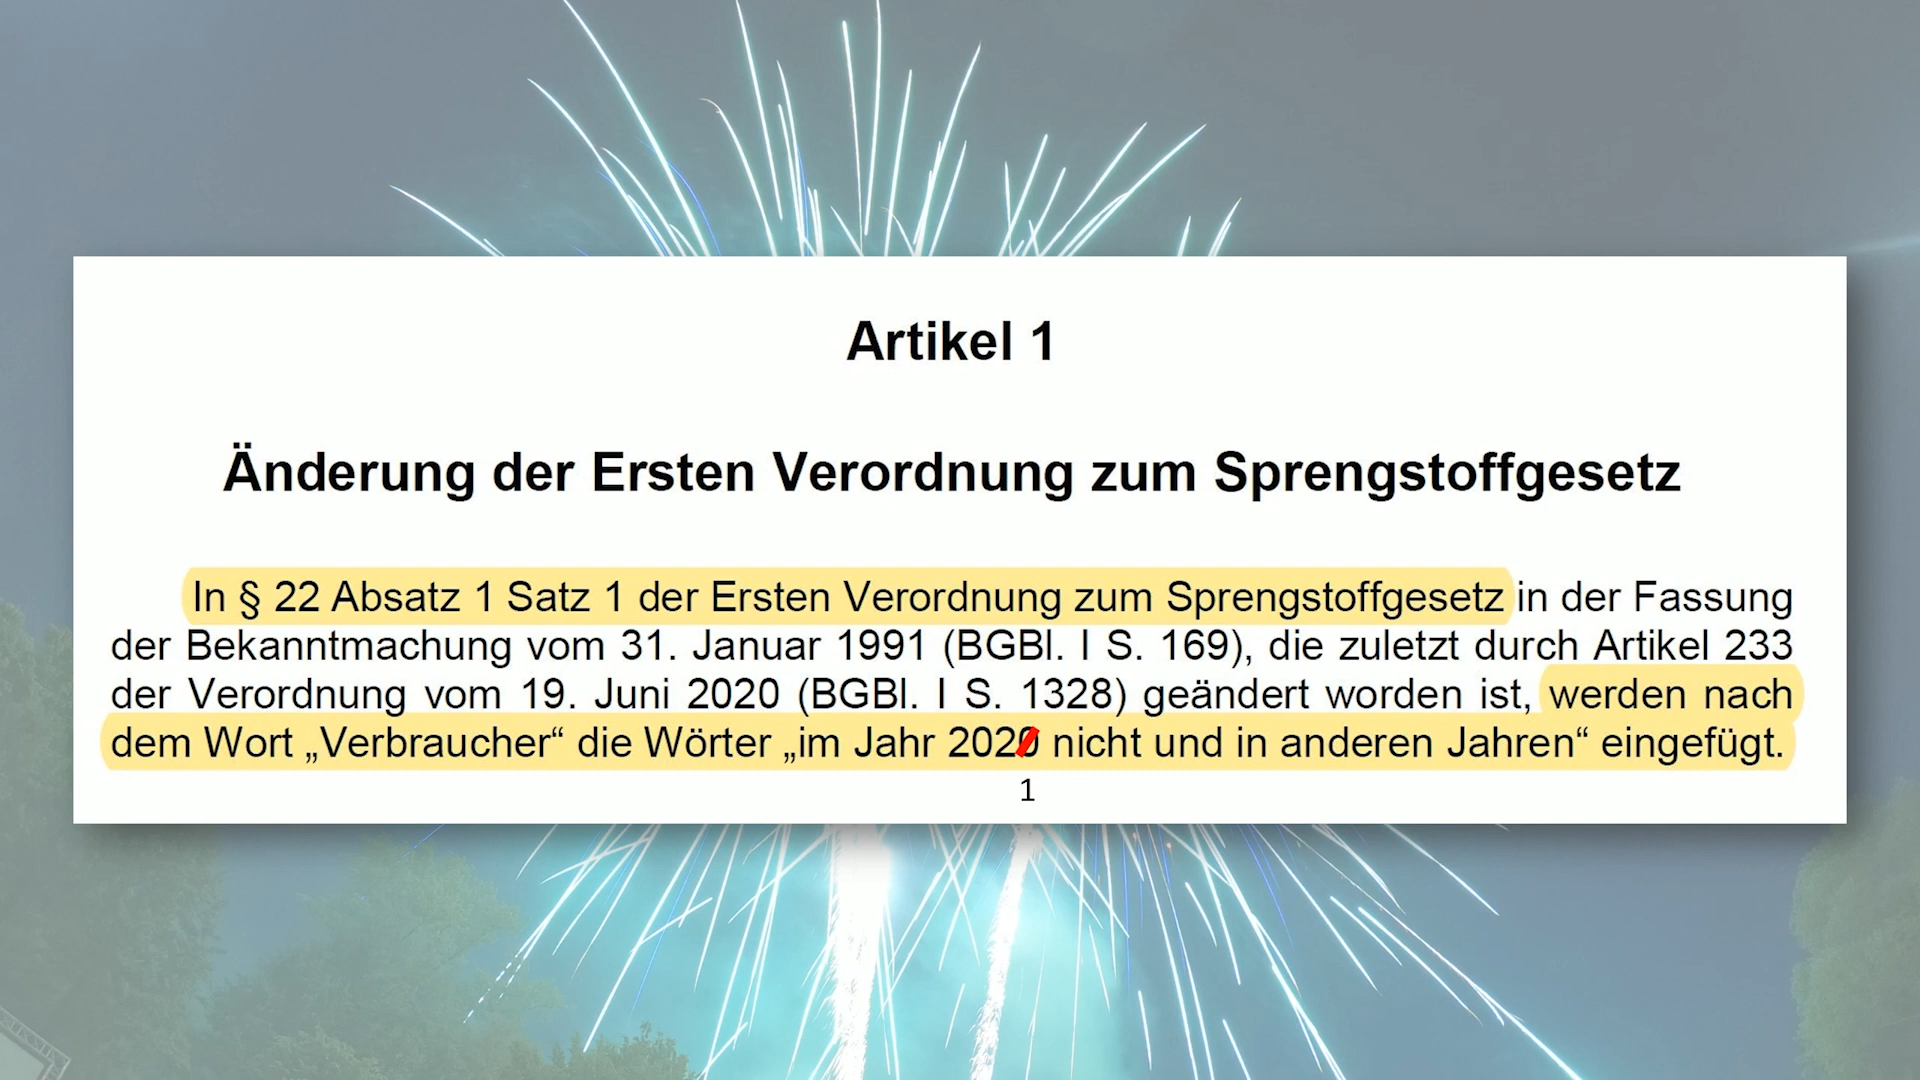 Artikel 1
Änderung der Ersten Verordnung zum Sprengstoffgesetz
In § 22 Absatz 1 Satz 1 der Ersten Verordnung zum Sprengstoffgesetz in der Fassung
der Bekanntmachung vom 31. Januar 1991 (BGBl. I S. 169), die zuletzt durch Artikel 233
der Verordnung vom 19. Juni 2020 (BGBl. I S. 1328) geändert worden ist, werden nach
dem Wort „Verbraucher“ die Wörter „im Jahr 2020 nicht und in anderen Jahren“ eingefügt.
1